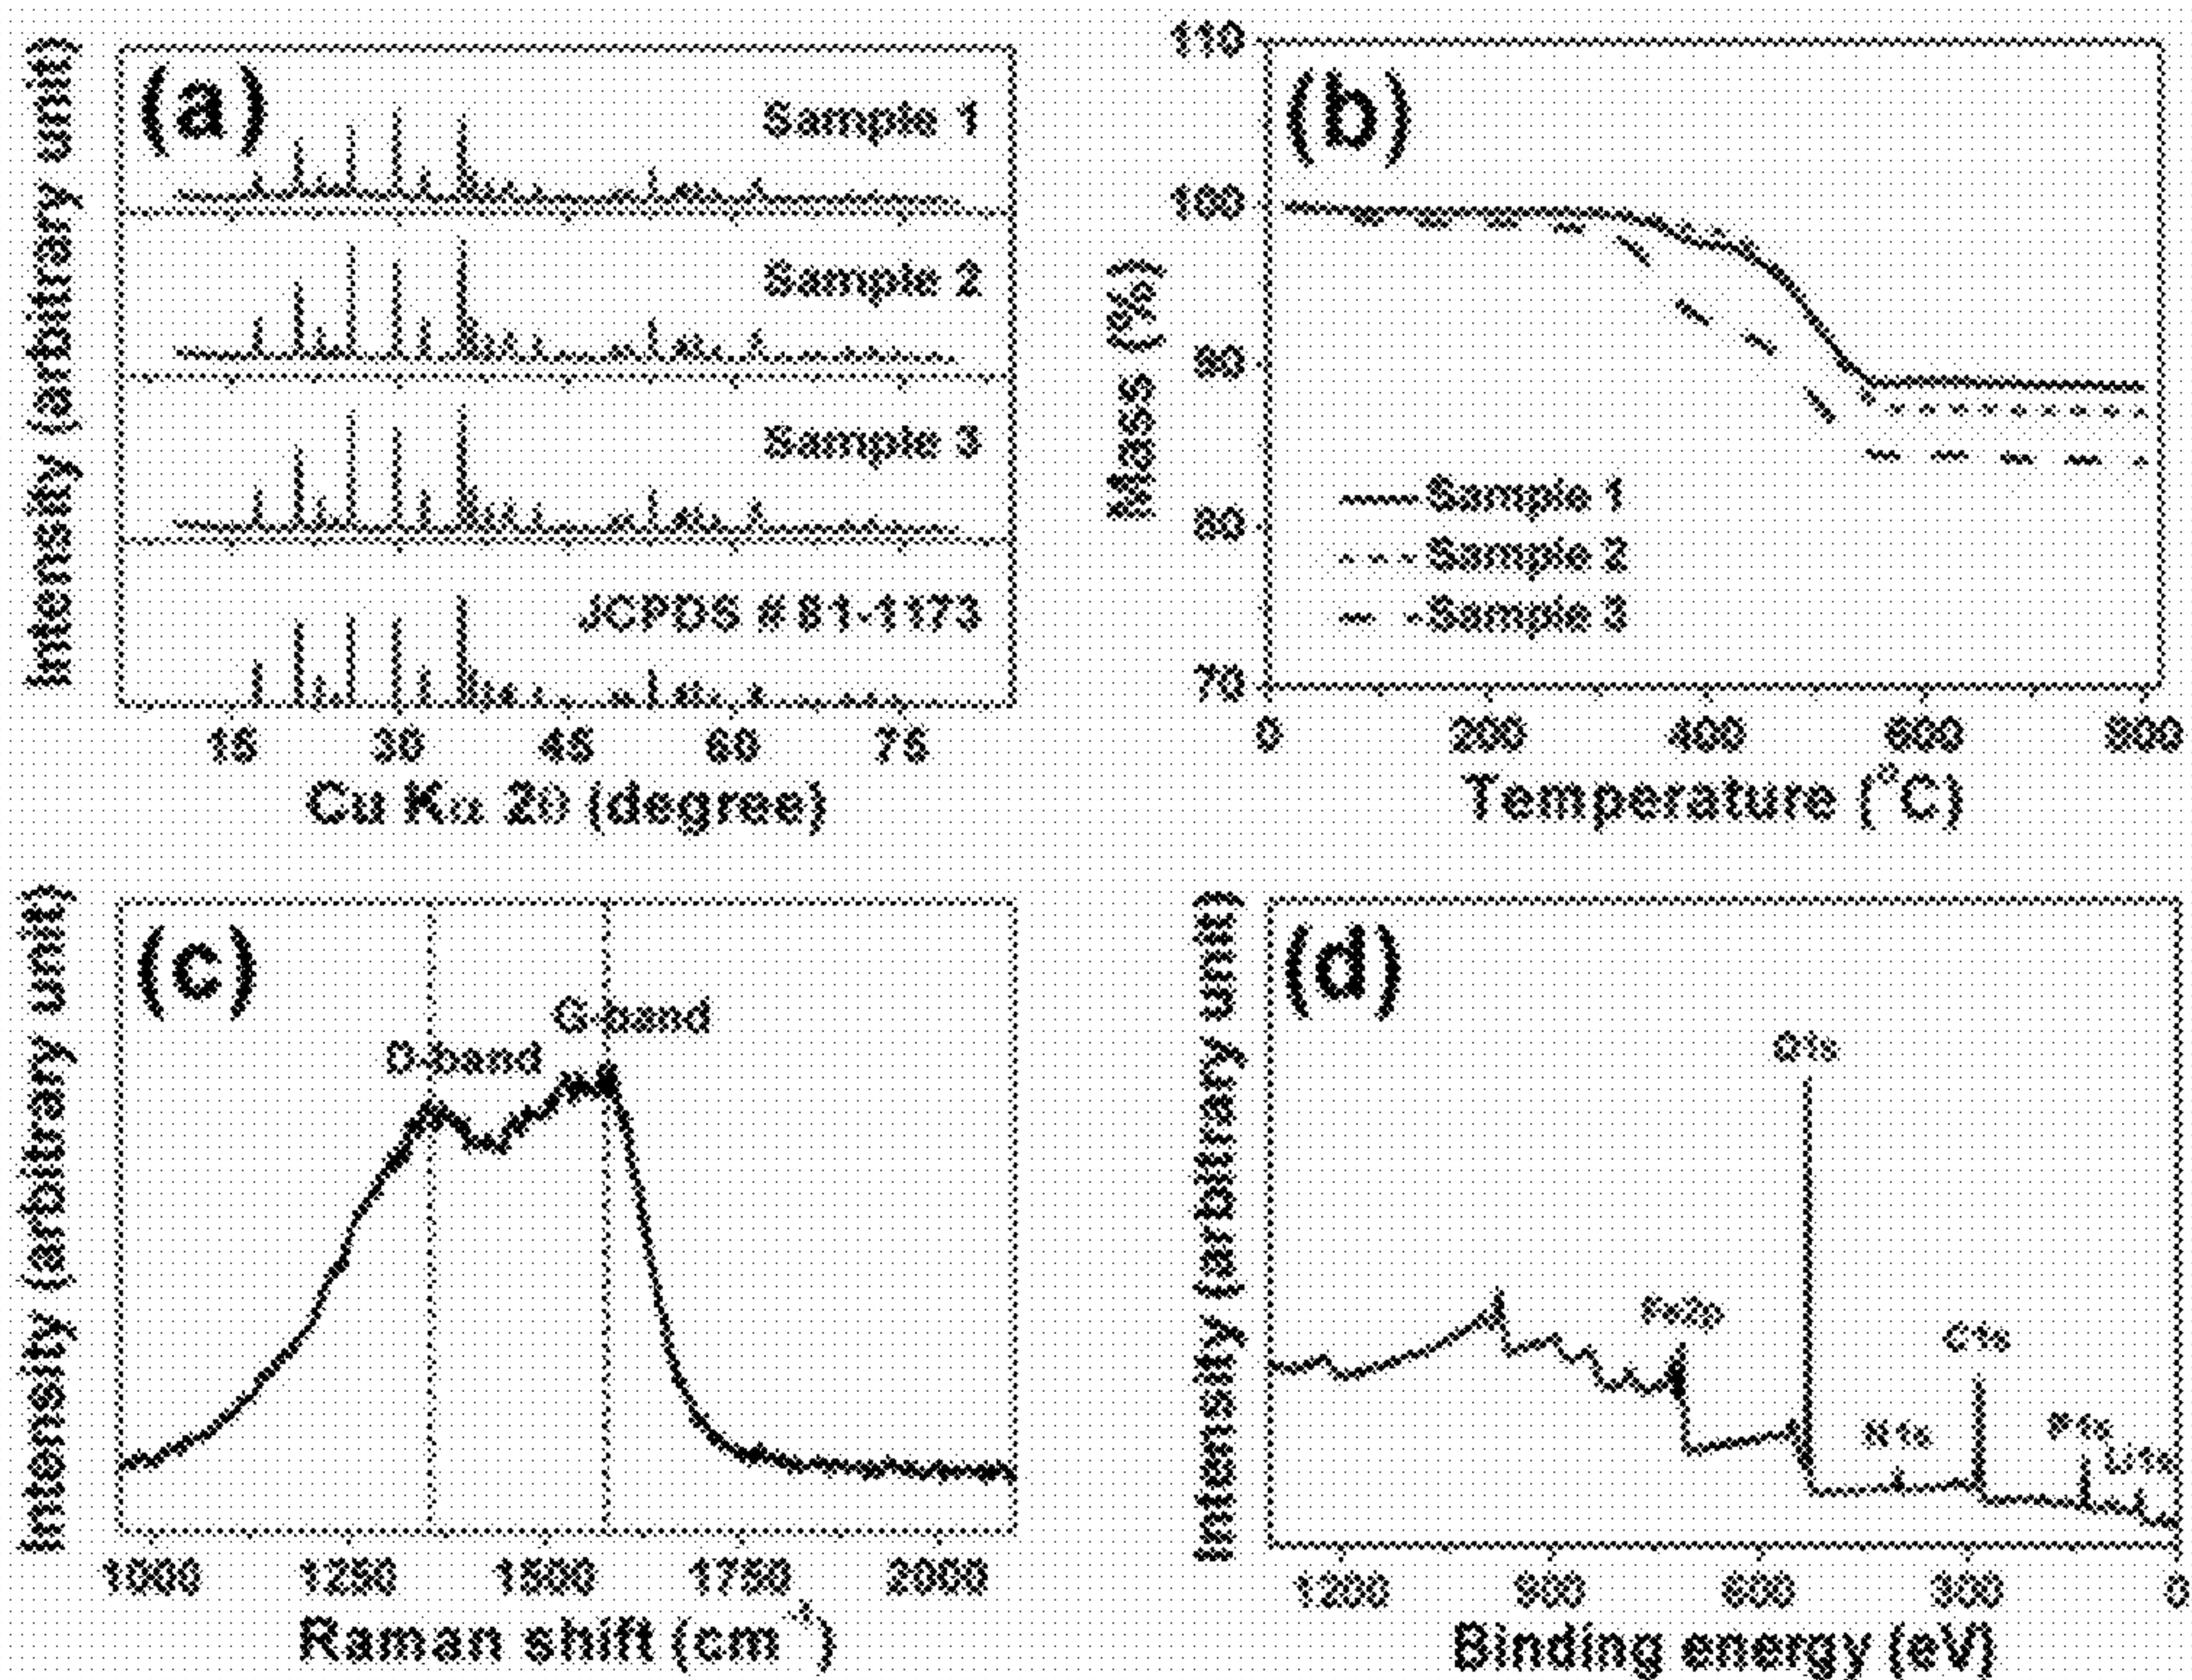 (a)
Intensity (arbitrary unit)
Sample 1
Sample 2
Sample 3
JCPDS # 81-1173
15 30 45 60 75
Cu Kα 2θ (degree)
(b)
Mass (%)
110
100
90
80
70
Sample 1
Sample 2
Sample 3
0 200 400 600 800
Temperature (°C)
(c)
Intensity (arbitrary unit)
G-band
D-band
1000 1250 1500 1750 2000
Raman shift (cm⁻¹)
(d)
Intensity (arbitrary unit)
O1s
Fe2p
C1s
N1s
P1s
Li1s
1200 900 600 300 0
Binding energy (eV)